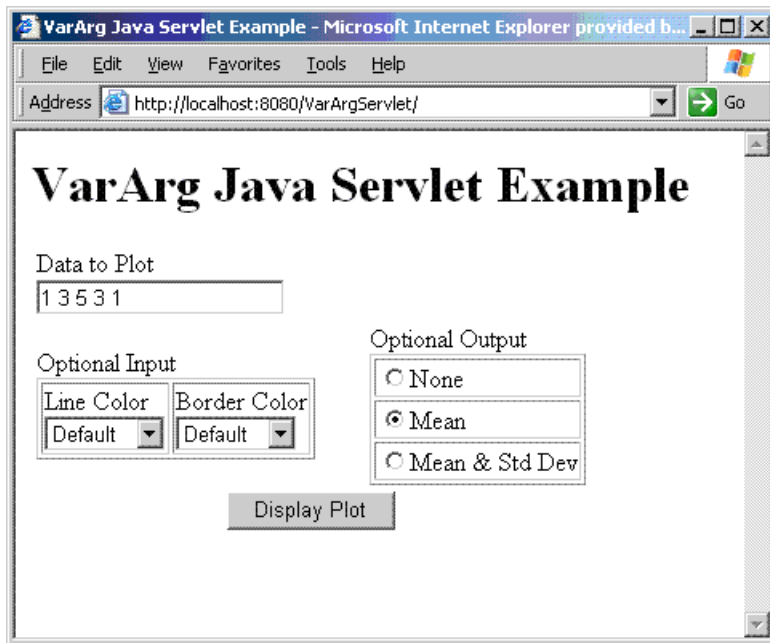 VarArg Java Servlet Example - Microsoft Internet Explorer provided b...
File Edit View Favorites Tools Help
Address http://localhost:8080/VarArgServlet/ Go
VarArg Java Servlet Example
Data to Plot
1 3 5 3 1
Optional Input
Line Color Border Color
Default Default
Optional Output
None
Mean
Mean & Std Dev
Display Plot